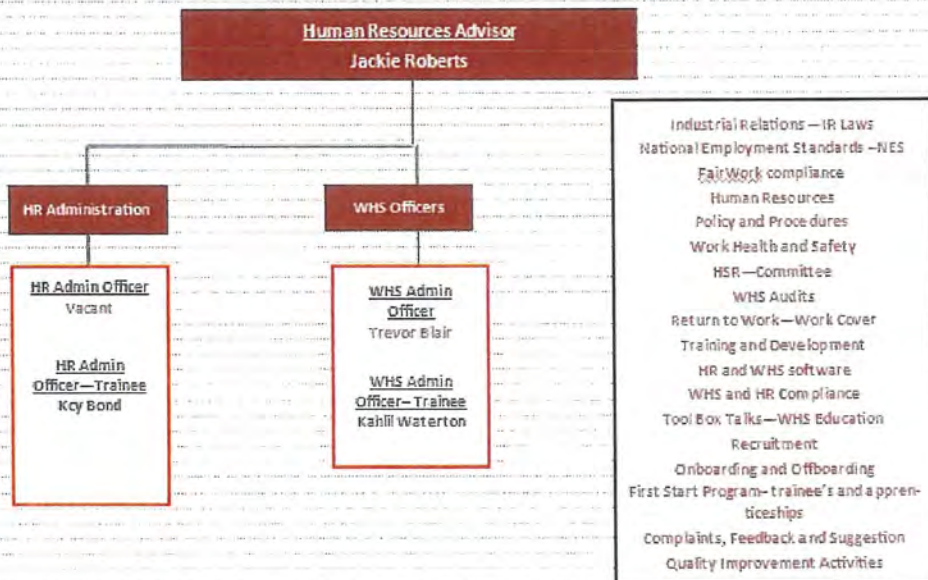 Human Resources Advisor
Jackie Roberts
HR Administration
HR Admin Officer
Vacant
HR Admin
Officer—Trainee
Kcy Bond
WHS Officers
WHS Admin
Officer
Trevor Blair
WHS Admin
Officer–Trainee
Kahlil Waterton
Industrial Relations—IR Laws
National Employment Standards –NES
FairWork compliance
Human Resources
Policy and Procedures
Work Health and Safety
HSR—Committee
WHS Audits
Return to Work—Work Cover
Training and Development
HR and WHS software
WHS and HR Compliance
Tool Box Talks—WHS Education
Recruitment
Onboarding and Offboarding
First Start Program–trainee's and appren-
ticeships
Complaints, Feedback and Suggestion
Quality Improvement Activities